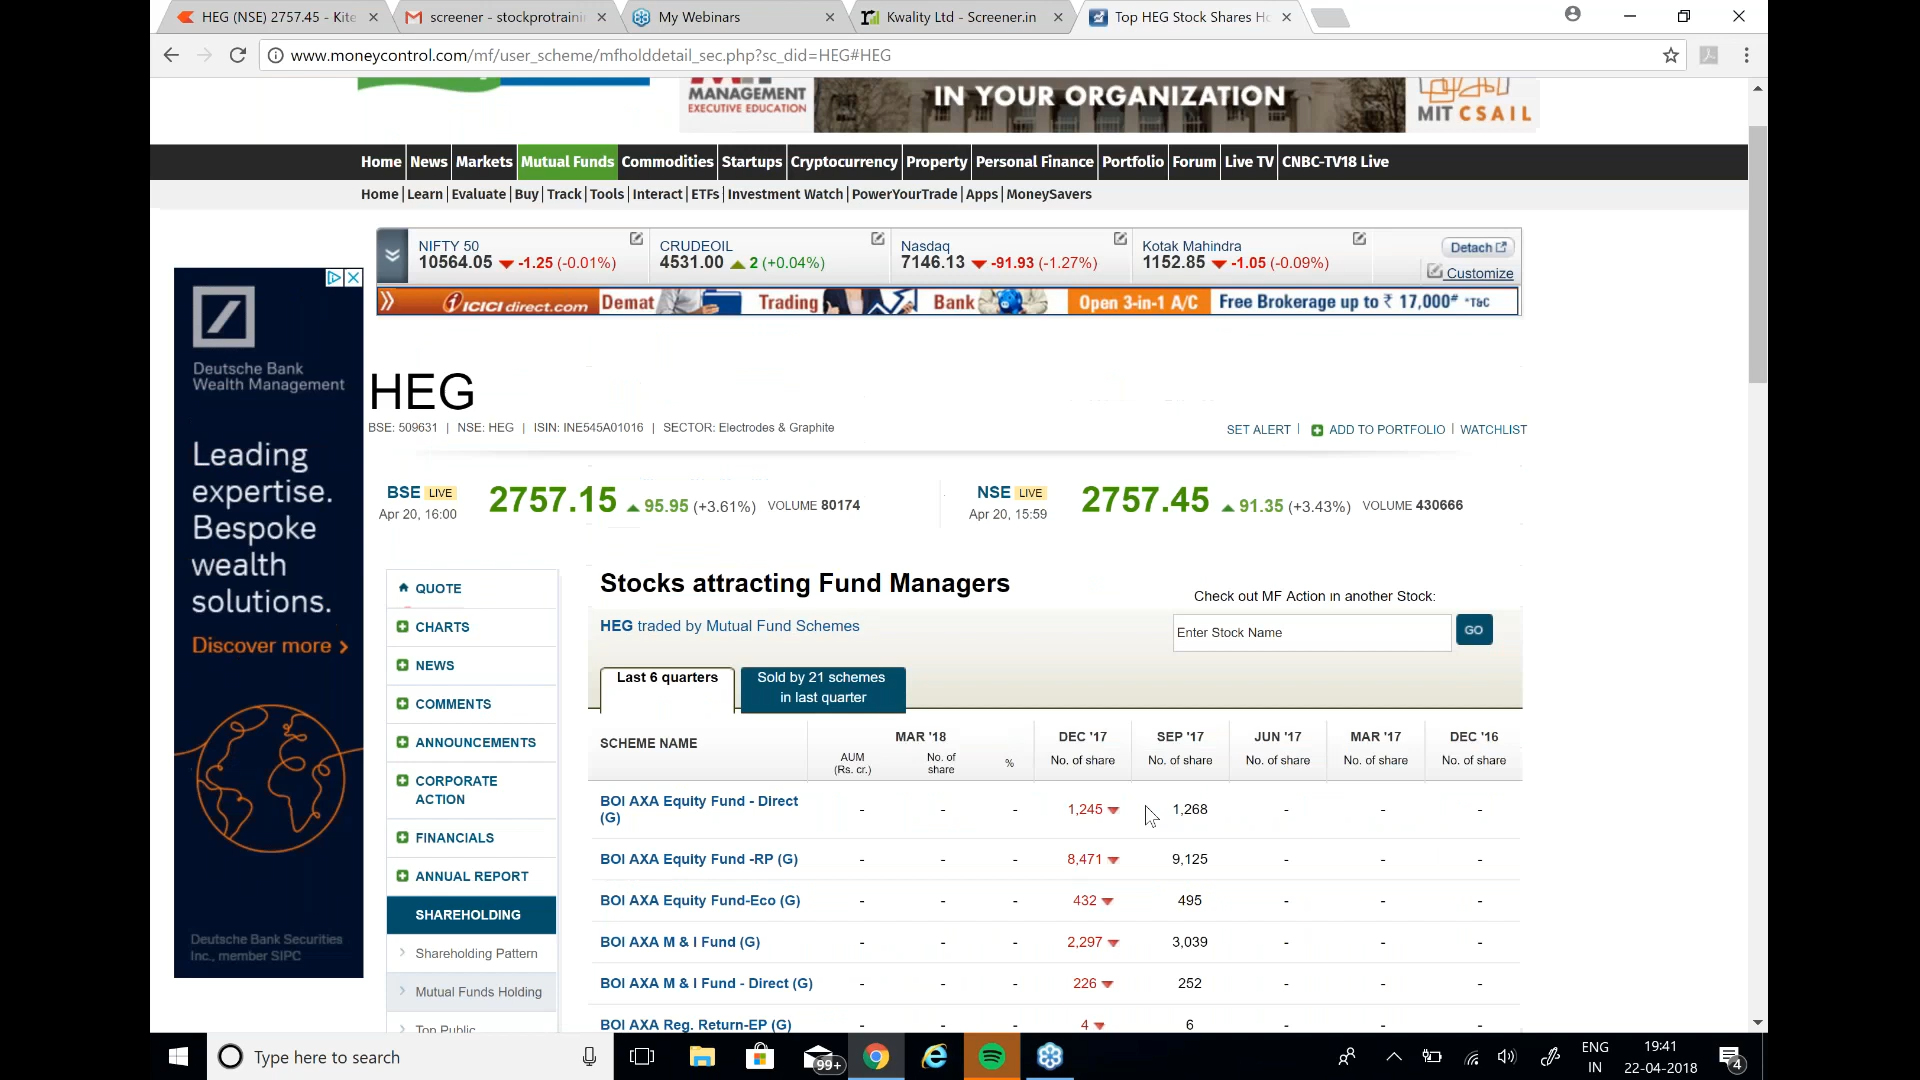 HEG (NSE) 2757.45 - Kite
screener - stockprotraini
My Webinars
Kwality Ltd - Screener.in
Top HEG Stock Shares Ho
www.moneycontrol.com/mf/user_scheme/mfholddetail_sec.php?sc_did=HEG#HEG
MANAGEMENT
EXECUTIVE EDUCATION
IN YOUR ORGANIZATION
MIT CSAIL
Home News Markets Mutual Funds Commodities Startups Cryptocurrency Property Personal Finance Portfolio Forum Live TV CNBC-TV18 Live
Home | Learn | Evaluate | Buy | Track | Tools | Interact | ETFs | Investment Watch | PowerYourTrade | Apps | MoneySavers
NIFTY 50
10564.05 -1.25 (-0.01%)
CRUDEOIL
4531.00 2 (+0.04%)
Nasdaq
7146.13 -91.93 (-1.27%)
Kotak Mahindra
1152.85 -1.05 (-0.09%)
Detach
Customize
ICICI direct.com Demat Trading Bank Open 3-in-1 A/C Free Brokerage up to ₹ 17,000# *T&C
Deutsche Bank
Wealth Management
Leading
expertise.
Bespoke
wealth
solutions.
Discover more
Deutsche Bank Securities
Inc., member SIPC
HEG
BSE: 509631 | NSE: HEG | ISIN: INE545A01016 | SECTOR: Electrodes & Graphite
SET ALERT | ADD TO PORTFOLIO | WATCHLIST
BSE LIVE
Apr 20, 16:00
2757.15 95.95 (+3.61%) VOLUME 80174
NSE LIVE
Apr 20, 15:59
2757.45 91.35 (+3.43%) VOLUME 430666
QUOTE
CHARTS
NEWS
COMMENTS
ANNOUNCEMENTS
CORPORATE
ACTION
FINANCIALS
ANNUAL REPORT
SHAREHOLDING
Shareholding Pattern
Mutual Funds Holding
Top Public
Stocks attracting Fund Managers
Check out MF Action in another Stock:
HEG traded by Mutual Fund Schemes
Enter Stock Name
GO
Last 6 quarters
Sold by 21 schemes
in last quarter
SCHEME NAME MAR '18 DEC '17 SEP '17 JUN '17 MAR '17 DEC '16
AUM (Rs. cr.) No. of share % No. of share No. of share No. of share No. of share No. of share
BOI AXA Equity Fund - Direct (G) - - - 1,245 1,268 - - -
BOI AXA Equity Fund -RP (G) - - - 8,471 9,125 - - -
BOI AXA Equity Fund-Eco (G) - - - 432 495 - - -
BOI AXA M & I Fund (G) - - - 2,297 3,039 - - -
BOI AXA M & I Fund - Direct (G) - - - 226 252 - - -
BOI AXA Reg. Return-EP (G) - - - 4 6 - - -
Type here to search
99+
ENG
IN
19:41
22-04-2018
4